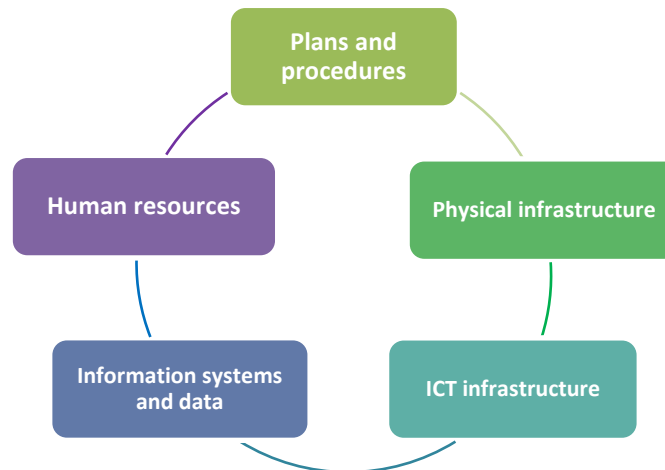 Plans and
procedures
Human resources
Physical infrastructure
Information systems
and data
ICT infrastructure